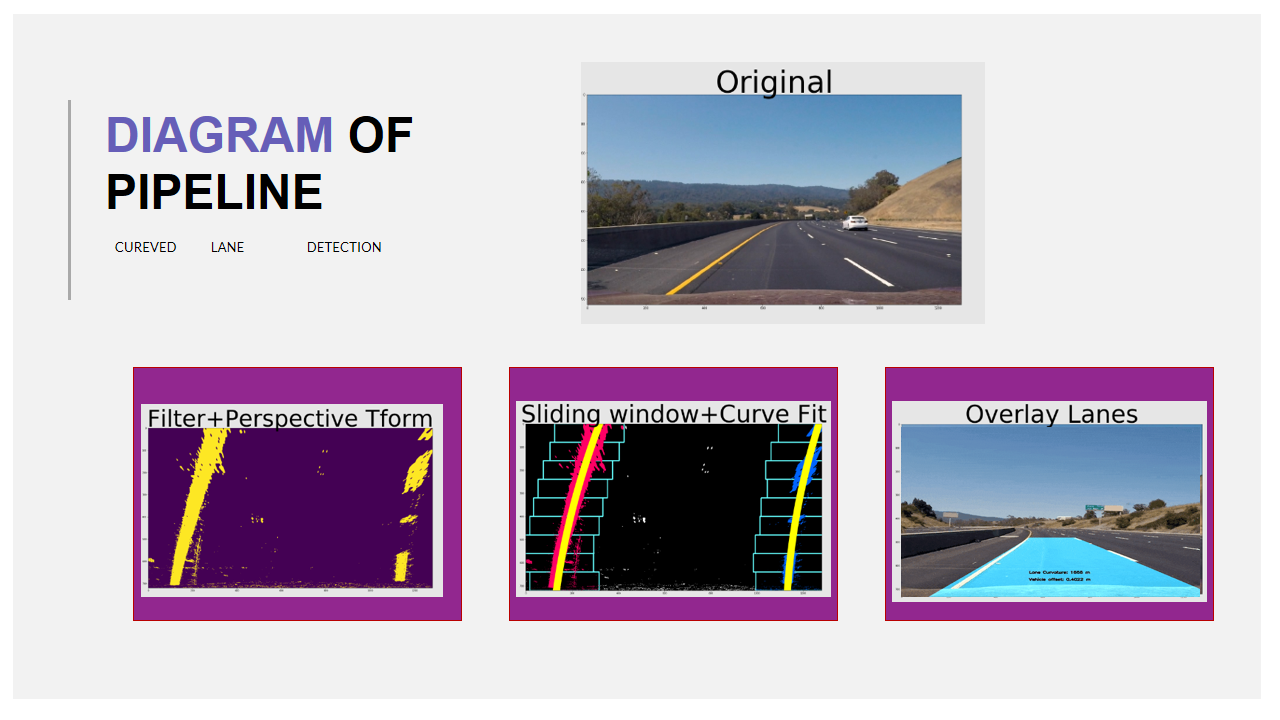 DIAGRAM OF
PIPELINE
CUREVED LANE DETECTION
Original
Filter+Perspective Tform
Sliding window+Curve Fit
Overlay Lanes
Lane Curvature: 1966 m
Vehicle offset: 0.4022 m